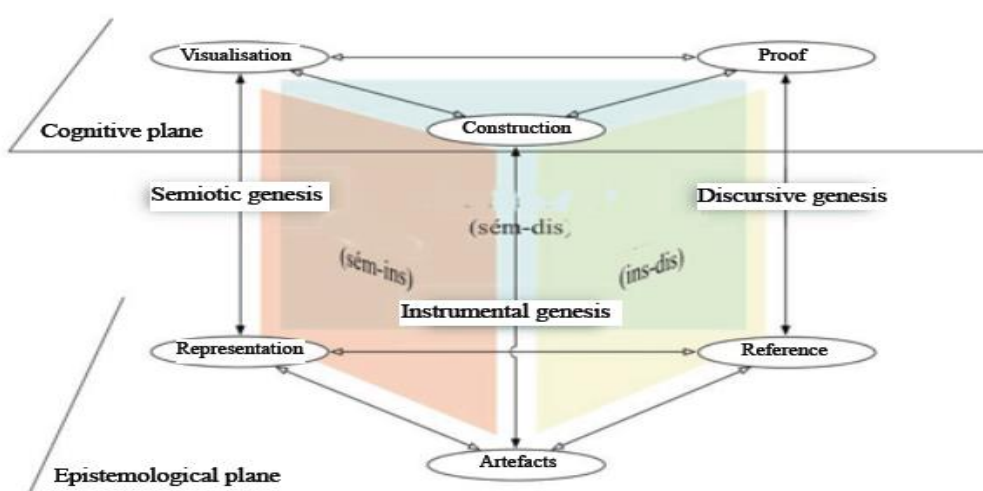 Visualisation
Proof
Construction
Cognitive plane
Semiotic genesis
Discursive genesis
(sém-dis)
(sém-ins)
(ins-dis)
Instrumental genesis
Representation
Reference
Artefacts
Epistemological plane